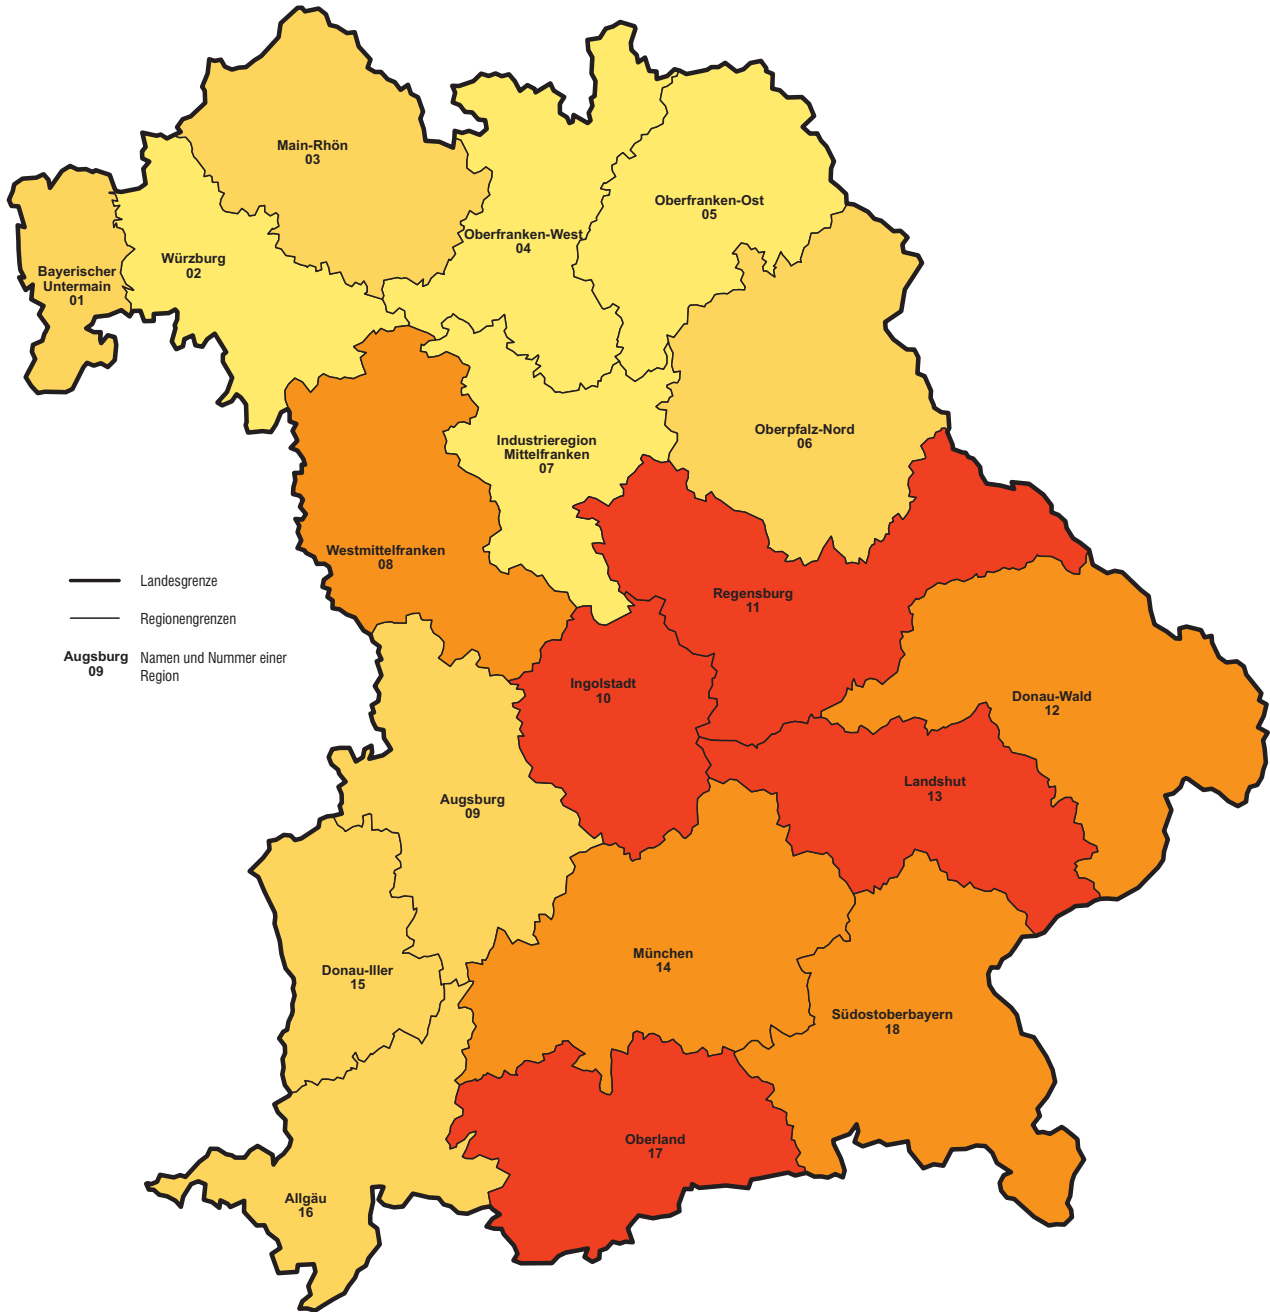 Main-Rhön
03
Oberfranken-Ost
05
Oberfranken-West
04
Würzburg
02
Bayerischer
Untermain
01
Oberpfalz-Nord
06
Industrieregion
Mittelfranken
07
Westmittelfranken
08
Landesgrenze
Regionengrenzen
Augsburg
09
Namen und Nummer einer
Region
Regensburg
11
Ingolstadt
10
Donau-Wald
12
Landshut
13
Augsburg
09
München
14
Donau-Iller
15
Südostoberbayern
18
Oberland
17
Allgäu
16